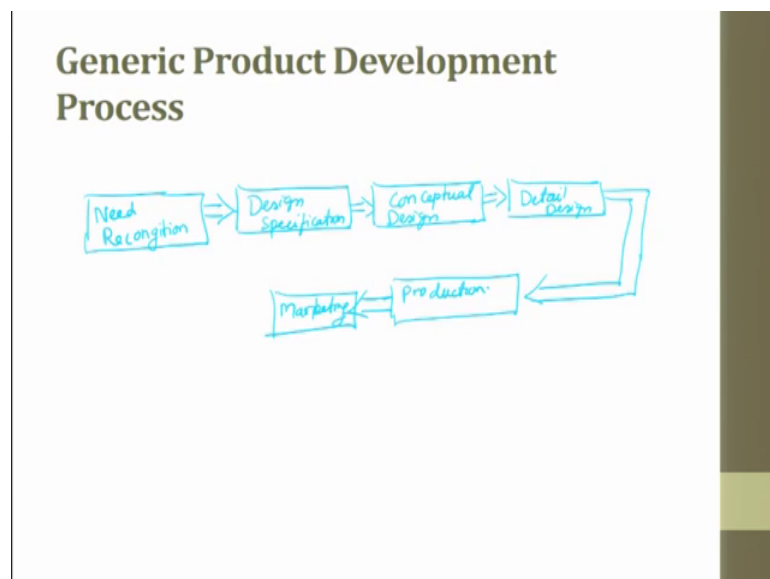 Generic Product Development
Process
Need
Recongition
Design
Specification
Conceptual
Design
Detail
Design
Production.
Marketing